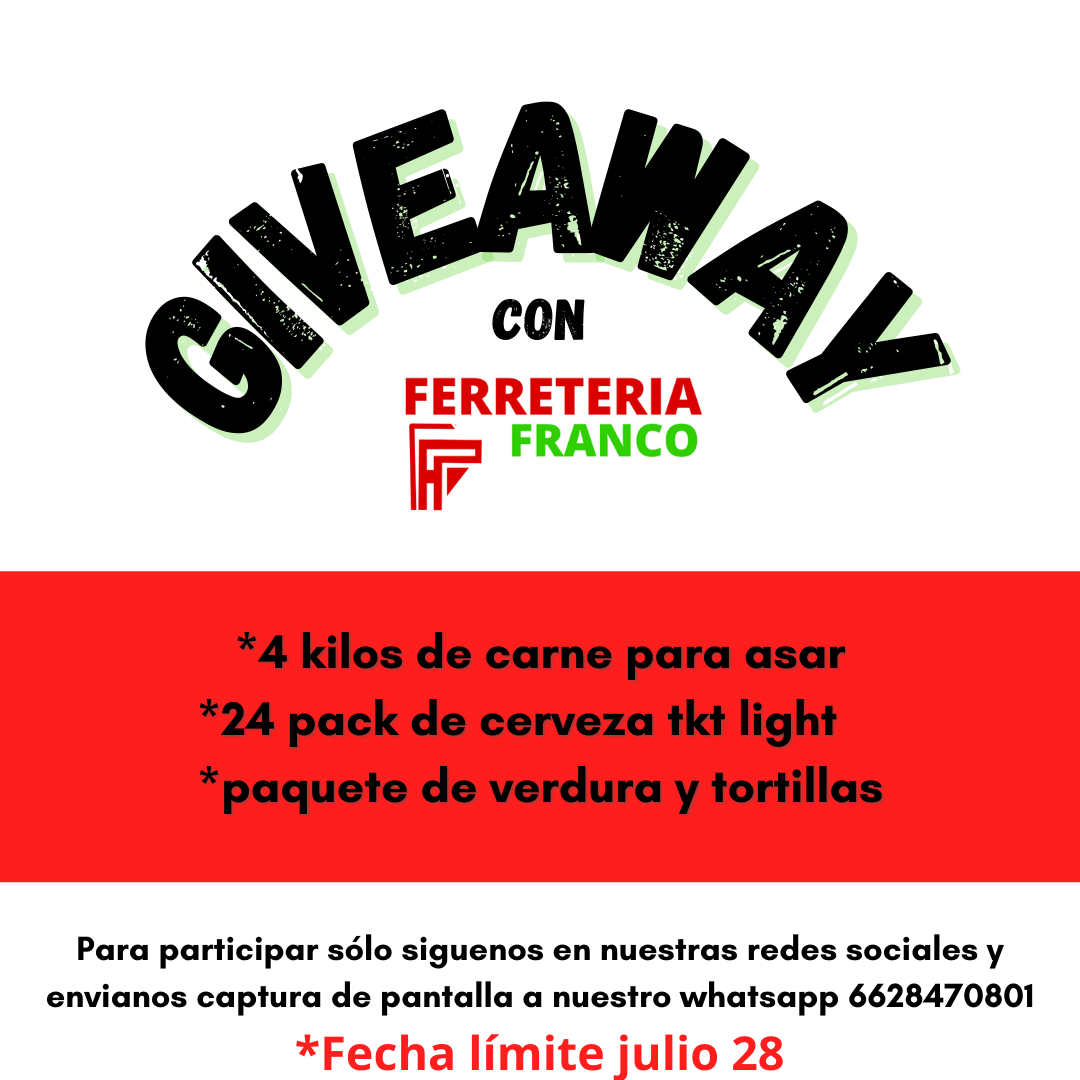 GIVEAWAY
CON
FERRETERIA
FRANCO
*4 kilos de carne para asar
*24 pack de cerveza tkt light
*paquete de verdura y tortillas
Para participar sólo siguenos en nuestras redes sociales y
envianos captura de pantalla a nuestro whatsapp 6628470801
*Fecha límite julio 28